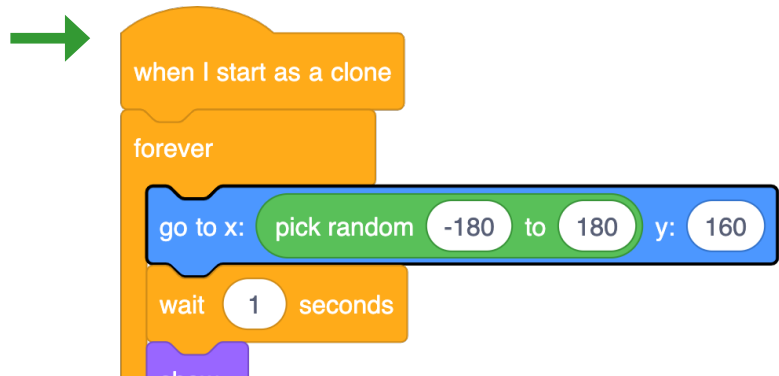 when I start as a clone
forever
go to x: pick random -180 to 180 y: 160
wait 1 seconds